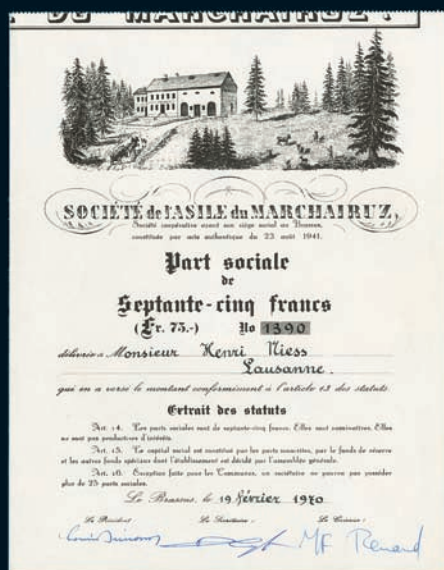 DU MARCHAIRUZ.
SOCIÉTÉ de l'ASILE du MARCHAIRUZ,
Société coopérative ayant son siège social au Brassus,
constituée par acte authentique du 23 août 1941.
Part sociale
de
Septante-cinq francs
(Fr. 75.-) No 1390
délivrée à Monsieur Henri Niess
Lausanne.
qui en a versé le montant conformément à l'article 13 des statuts.
Extrait des statuts
Art. 14. Les parts sociales sont de septante-cinq francs. Elles sont nominatives. Elles
ne sont pas productives d'intérêts.
Art. 15. Le capital social est constitué par les parts souscrites, par le fonds de réserve
et les autres fonds spéciaux dont l'établissement est décidé par l'assemblée générale.
Art. 16. Exception faite pour les Communes, un sociétaire ne pourra pas posséder
plus de 25 parts sociales.
Le Brassus, le 19 février 1970
Le Président : Le Secrétaire : Le Caissier :
Renard